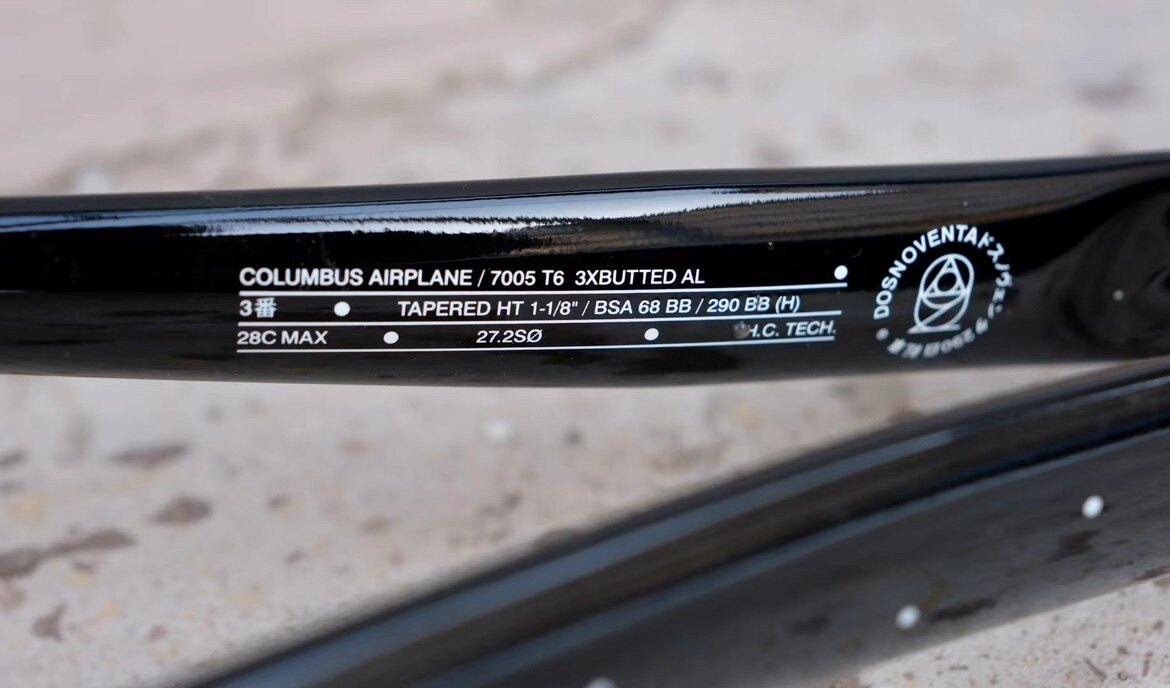 COLUMBUS AIRPLANE / 7005 T6 3XBUTTED AL
3番 TAPERED HT 1-1/8" / BSA 68 BB / 290 BB (H)
28C MAX 27.2SØ H.C. TECH.
DOSNOVENTA